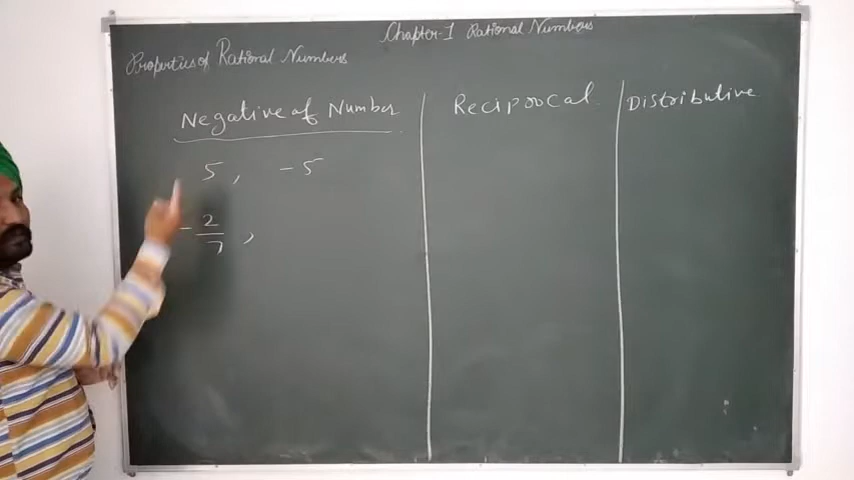 Chapter-1 Rational Numbers
Properties of Rational Numbers
Negative of Number
Reciprocal
Distributive
5, -5
- 2/7 ,